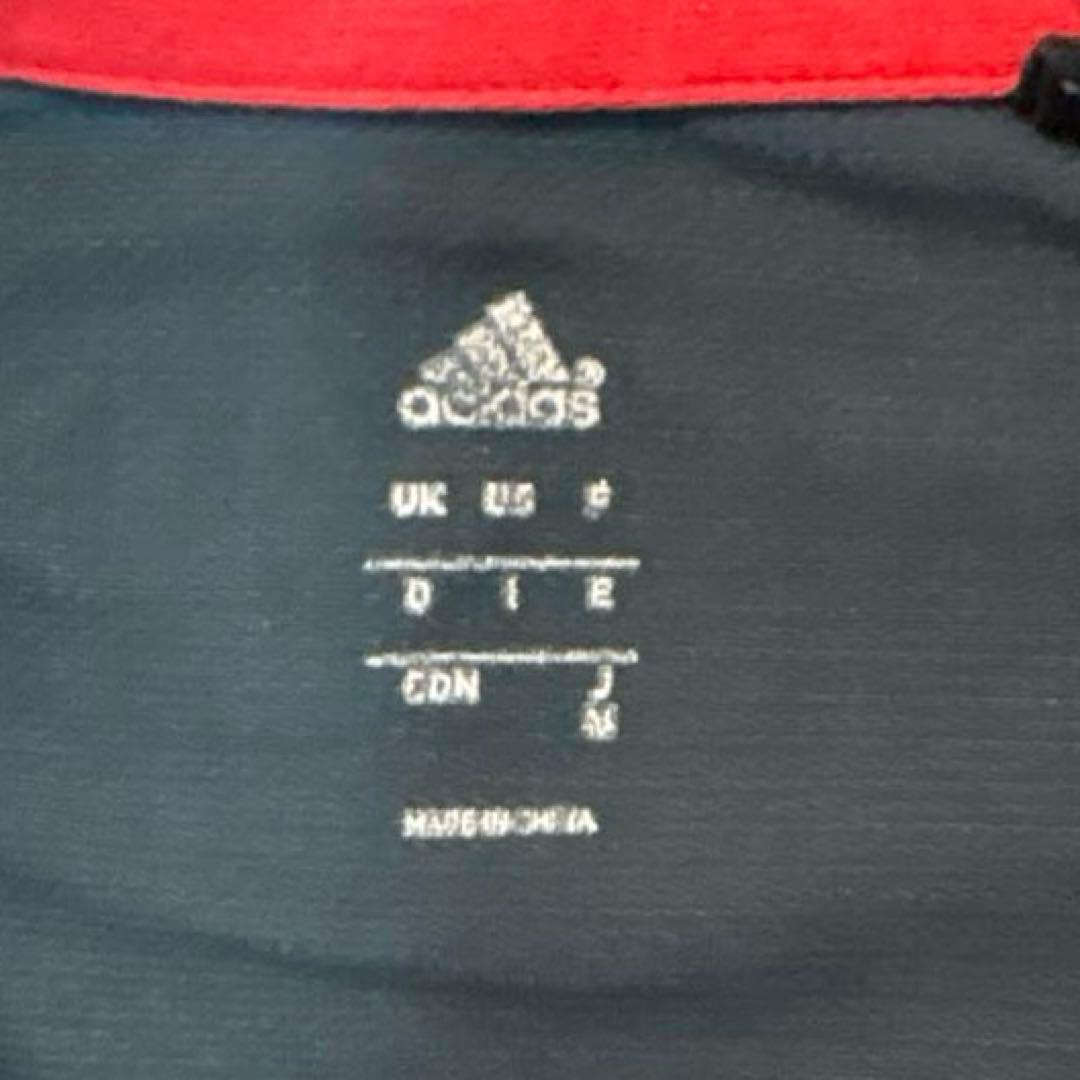 adidas
UK US F
D I E
CDN J
M
MADE IN CHINA